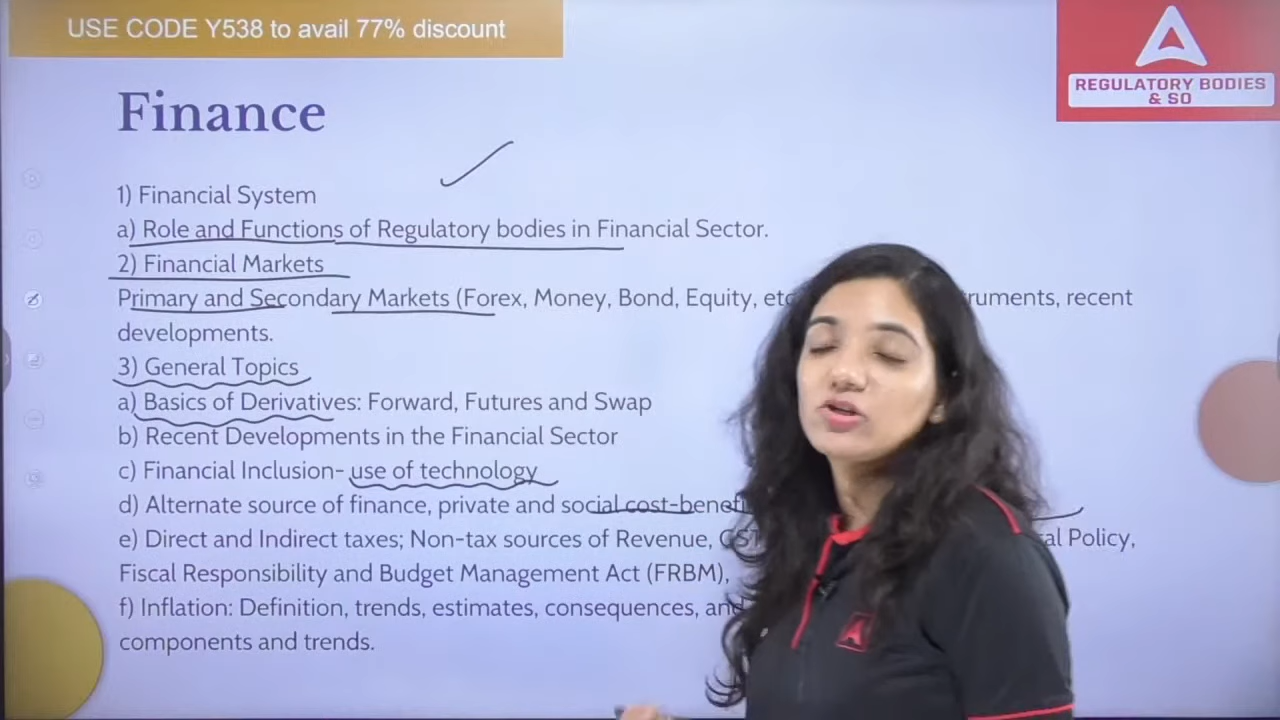 USE CODE Y538 to avail 77% discount
REGULATORY BODIES
& SO
Finance
1) Financial System
a) Role and Functions of Regulatory bodies in Financial Sector.
2) Financial Markets
Primary and Secondary Markets (Forex, Money, Bond, Equity, etc ruments, recent
developments.
3) General Topics
a) Basics of Derivatives: Forward, Futures and Swap
b) Recent Developments in the Financial Sector
c) Financial Inclusion- use of technology
d) Alternate source of finance, private and social cost-benefi
e) Direct and Indirect taxes; Non-tax sources of Revenue, GST Policy,
Fiscal Responsibility and Budget Management Act (FRBM),
f) Inflation: Definition, trends, estimates, consequences, and
components and trends.